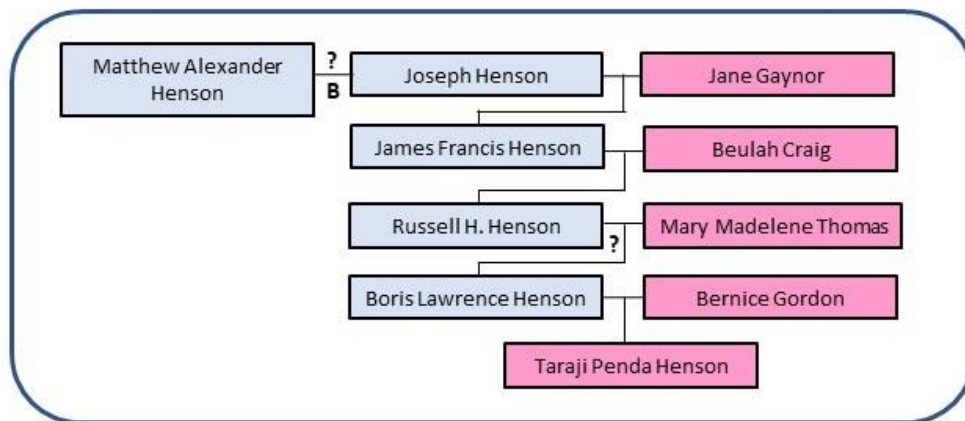 Matthew Alexander
Henson
?
B
Joseph Henson
Jane Gaynor
James Francis Henson
Beulah Craig
Russell H. Henson
?
Mary Madelene Thomas
Boris Lawrence Henson
Bernice Gordon
Taraji Penda Henson